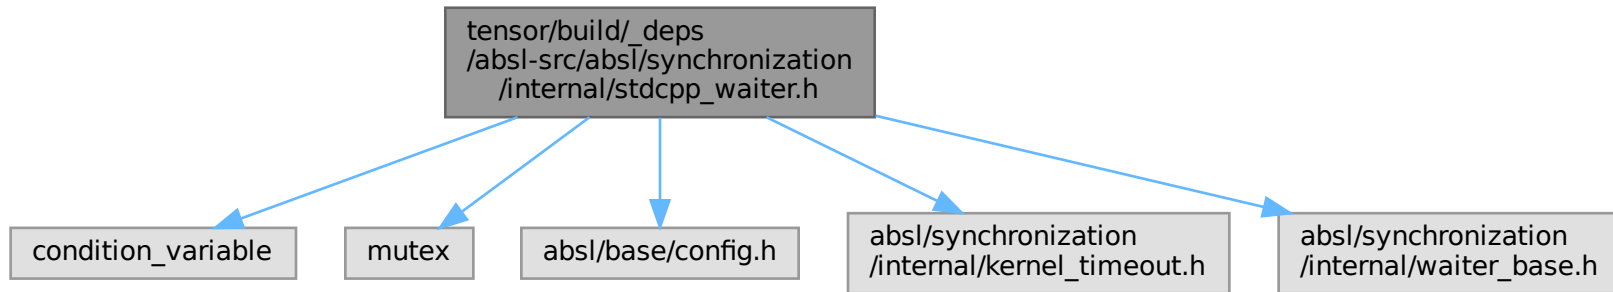 tensor/build/_deps
/absl-src/absl/synchronization
/internal/stdcpp_waiter.h
condition_variable
mutex
absl/base/config.h
absl/synchronization
/internal/kernel_timeout.h
absl/synchronization
/internal/waiter_base.h